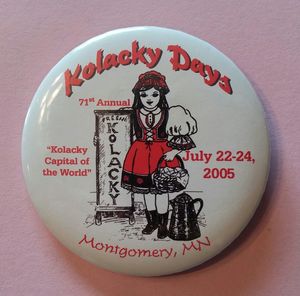 Kolacky Days
71st Annual
FRESH
KOLACKY
"Kolacky
Capital of
the World"
July 22-24,
2005
Montgomery, MN